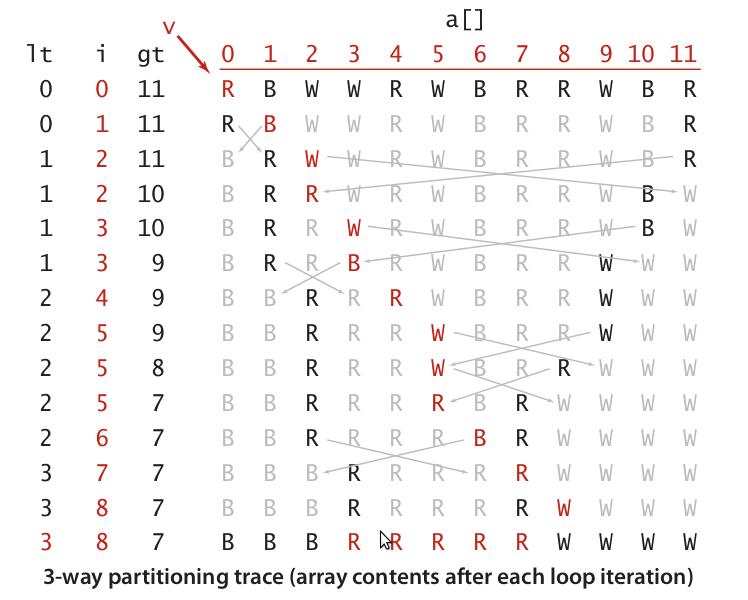 a[]
v
lt i gt 0 1 2 3 4 5 6 7 8 9 10 11
0 0 11 R B W W R W B R R W B R
0 1 11 R B W W R W B R R W B R
1 2 11 B R W W R W B R R W B R
1 2 10 B R R W R W B R R W B W
1 3 10 B R R W R W B R R W B W
1 3 9 B R R B R W B R R W W W
2 4 9 B B R R R W B R R W W W
2 5 9 B B R R R W B R R W W W
2 5 8 B B R R R W B R R W W W
2 5 7 B B R R R R B R W W W W
2 6 7 B B R R R R B R W W W W
3 7 7 B B B R R R R R W W W W
3 8 7 B B B R R R R R W W W W
3 8 7 B B B R R R R R W W W W
3-way partitioning trace (array contents after each loop iteration)